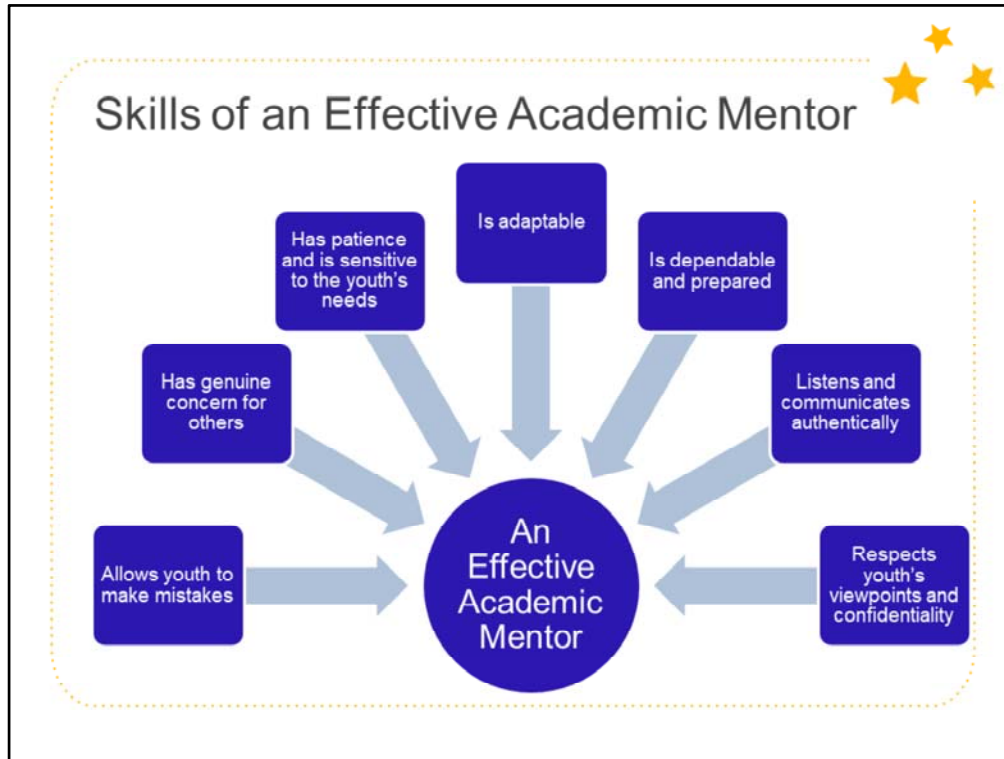 Skills of an Effective Academic Mentor
Allows youth to
make mistakes
Has genuine
concern for
others
Has patience
and is sensitive
to the youth's
needs
Is adaptable
Is dependable
and prepared
Listens and
communicates
authentically
Respects
youth's
viewpoints and
confidentiality
An
Effective
Academic
Mentor